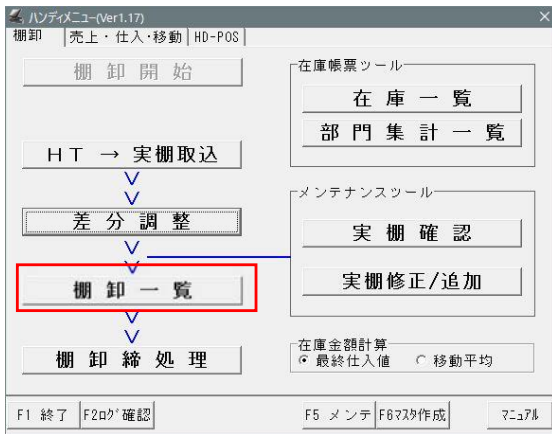 ハンディメニュー(Ver1.17)
棚卸 売上・仕入・移動 HD-POS
棚 卸 開 始
HT → 実棚取込
差 分 調 整
棚 卸 一 覧
棚 卸 締 処 理
在庫帳票ツール
在 庫 一 覧
部 門 集 計 一 覧
メンテナンスツール
実 棚 確 認
実棚修正/追加
在庫金額計算
最終仕入値 移動平均
F1 終了 F2ログ確認 F5 メンテ F6マスタ作成 マニュアル